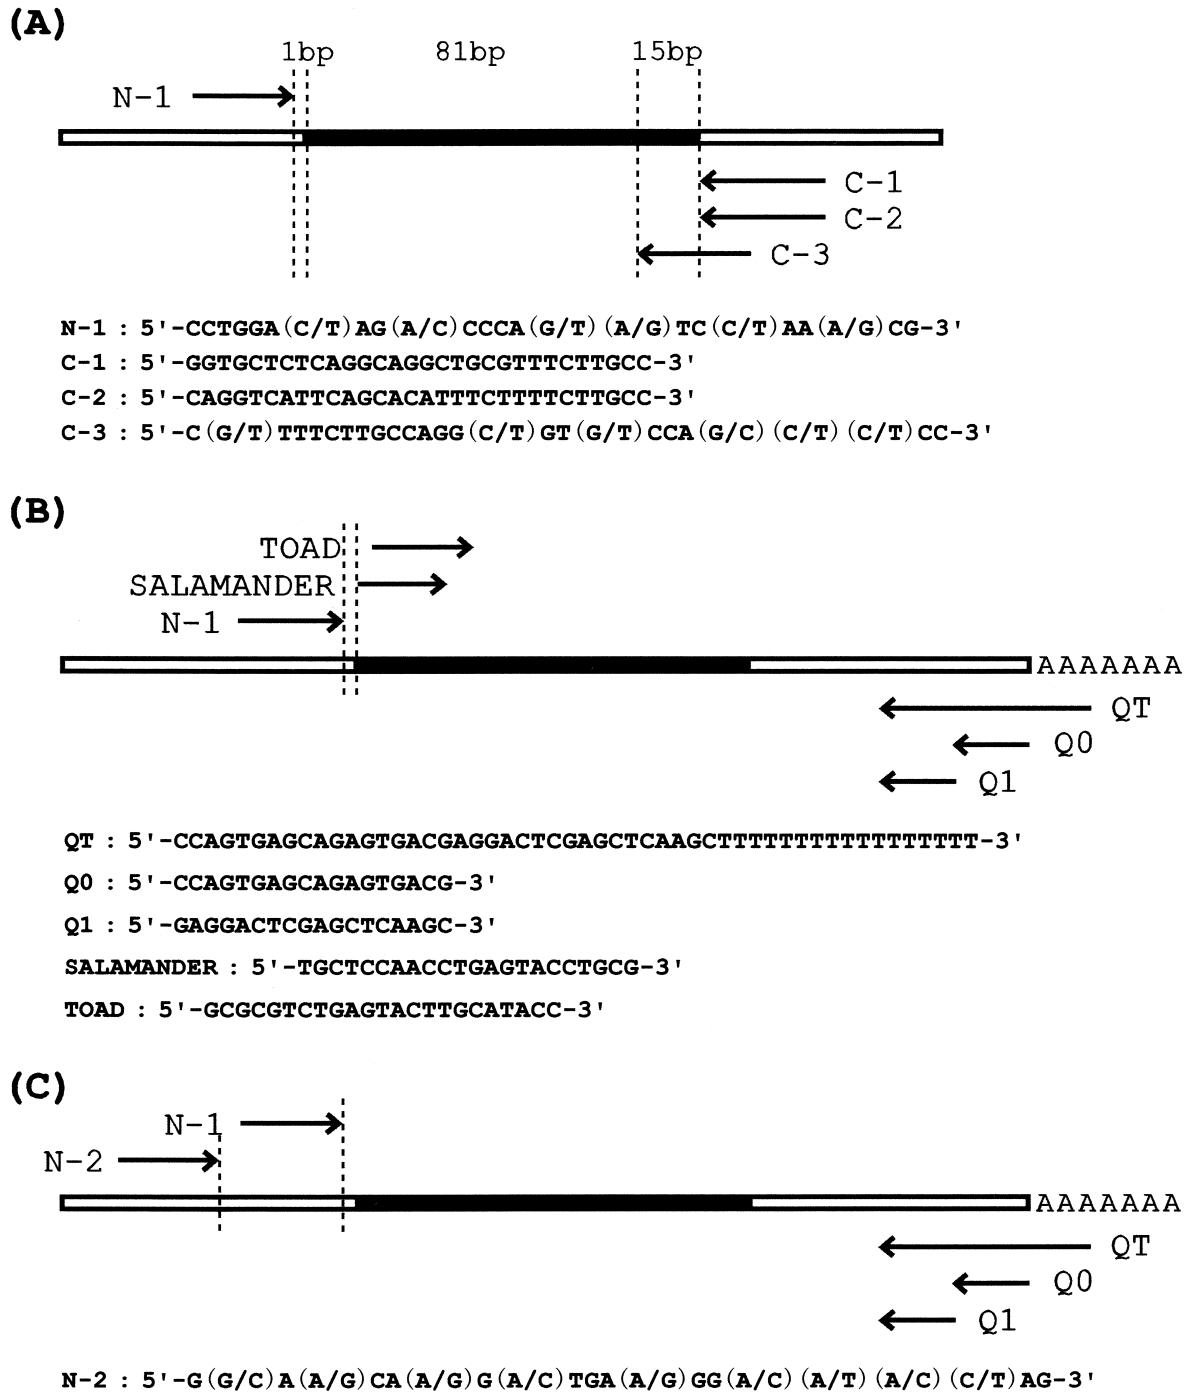 (A)
1bp 81bp 15bp
N-1
C-1
C-2
C-3
N-1 : 5'-CCTGGA(C/T)AG(A/C)CCCA(G/T)(A/G)TC(C/T)AA(A/G)CG-3'
C-1 : 5'-GGTGCTCTCAGGCAGGCTGCGTTTCTTGCC-3'
C-2 : 5'-CAGGTCATTCAGCACATTTCTTTTCTTGCC-3'
C-3 : 5'-C(G/T)TTTCTTGCCAGG(C/T)GT(G/T)CCA(G/C)(C/T)(C/T)CC-3'
(B)
TOAD
SALAMANDER
N-1
AAAAAAA
QT
Q0
Q1
QT : 5'-CCAGTGAGCAGAGTGACGAGGACTCGAGCTCAAGCTTTTTTTTTTTTTTTTT-3'
Q0 : 5'-CCAGTGAGCAGAGTGACG-3'
Q1 : 5'-GAGGACTCGAGCTCAAGC-3'
SALAMANDER : 5'-TGCTCCAACCTGAGTACCTGCG-3'
TOAD : 5'-GCGCGTCTGAGTACTTGCATACC-3'
(C)
N-1
N-2
AAAAAAA
QT
Q0
Q1
N-2 : 5'-G(G/C)A(A/G)CA(A/G)G(A/C)TGA(A/G)GG(A/C)(A/T)(A/C)(C/T)AG-3'